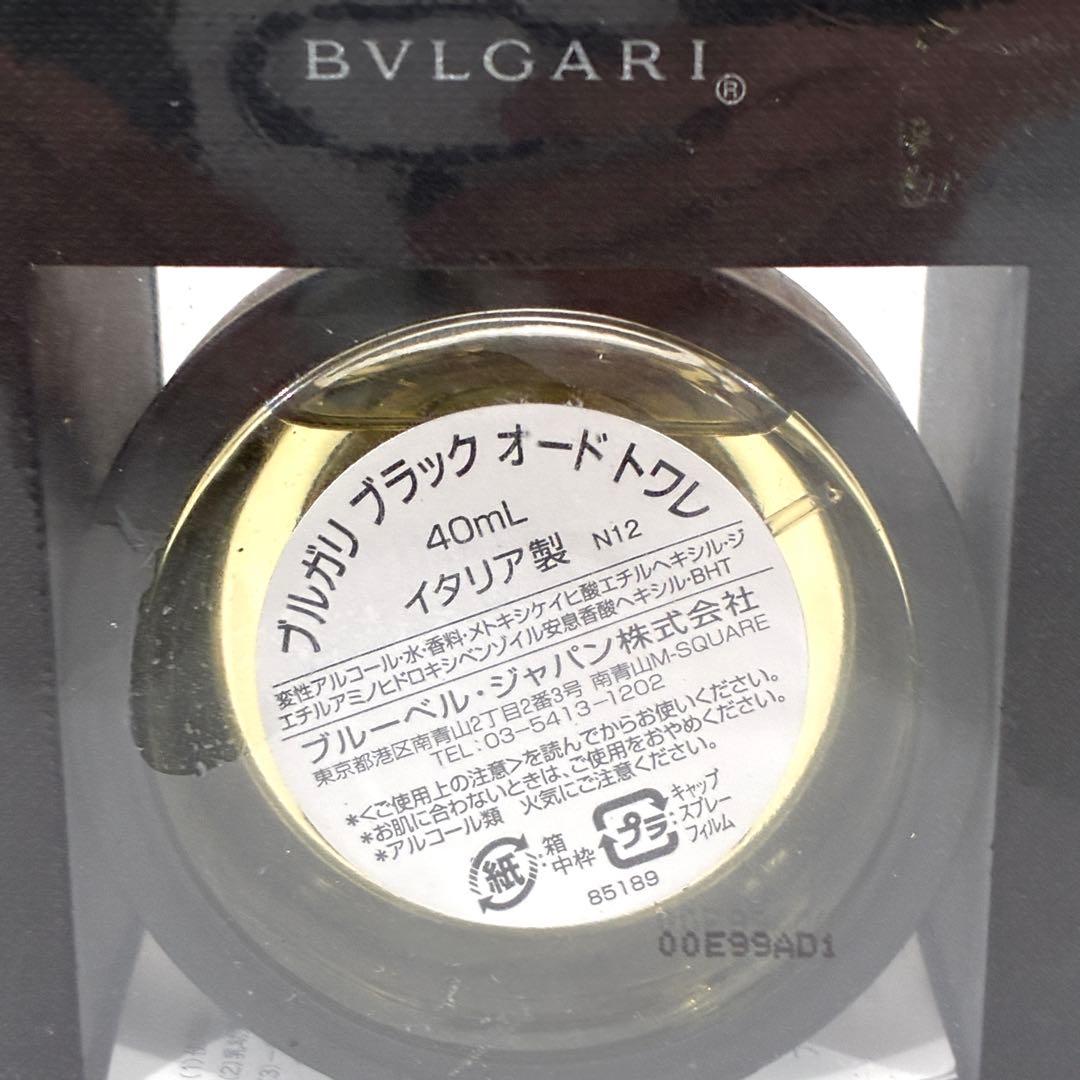 BVLGARI®
ブルガリ ブラック オードトワレ
40mL
イタリア製 N12
変性アルコール・水・香料・メトキシケイヒ酸エチルヘキシル・ジ
エチルアミノヒドロキシベンゾイル安息香酸ヘキシル・BHT
ブルーベル・ジャパン株式会社
東京都港区南青山2丁目2番3号 南青山M-SQUARE
TEL:03-5413-1202
*<ご使用上の注意>を読んでからお使いください。
*お肌に合わないときは、ご使用をおやめください。
*アルコール類 火気にご注意ください。
紙:箱
中枠
プラ:キャップ
スプレー
フィルム
85189
00E99AD1